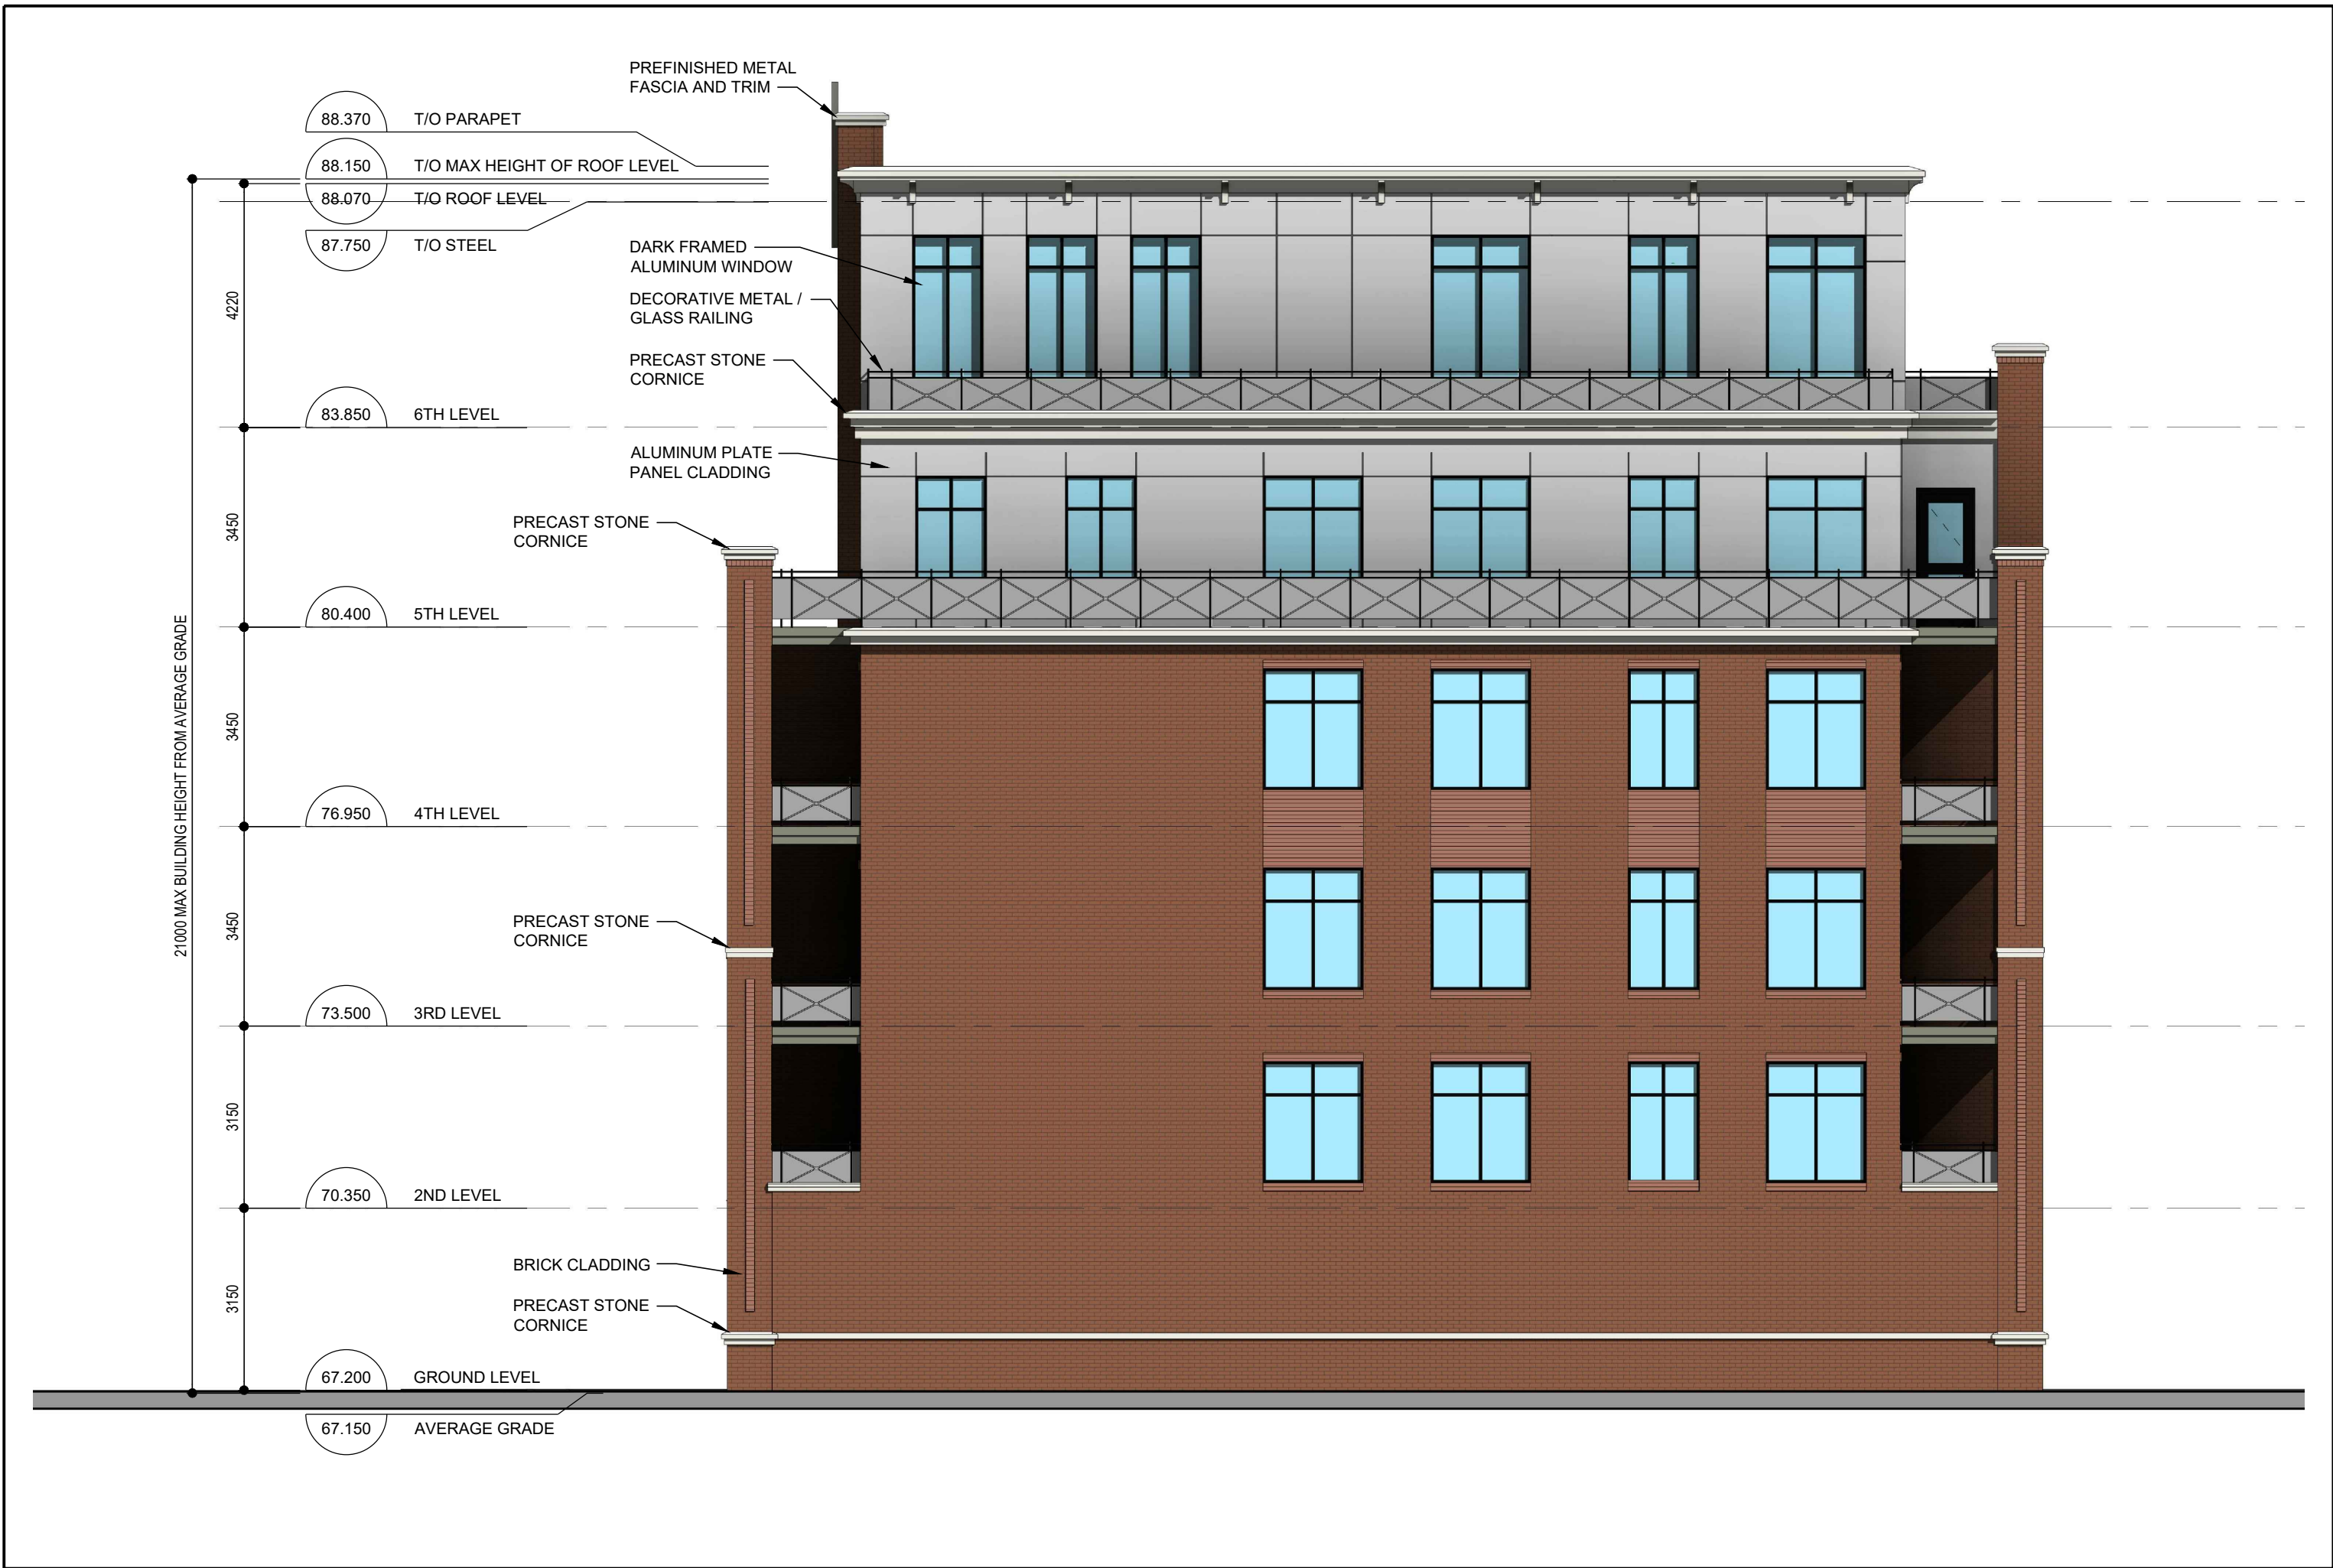 PREFINISHED METAL
FASCIA AND TRIM
88.370 T/O PARAPET
88.150 T/O MAX HEIGHT OF ROOF LEVEL
88.070 T/O ROOF LEVEL
87.750 T/O STEEL
DARK FRAMED
ALUMINUM WINDOW
DECORATIVE METAL /
GLASS RAILING
4220
PRECAST STONE
CORNICE
83.850 6TH LEVEL
ALUMINUM PLATE
PANEL CLADDING
3450
PRECAST STONE
CORNICE
80.400 5TH LEVEL
21000 MAX BUILDING HEIGHT FROM AVERAGE GRADE
3450
76.950 4TH LEVEL
3450
PRECAST STONE
CORNICE
73.500 3RD LEVEL
3150
70.350 2ND LEVEL
BRICK CLADDING
3150
PRECAST STONE
CORNICE
67.200 GROUND LEVEL
67.150 AVERAGE GRADE